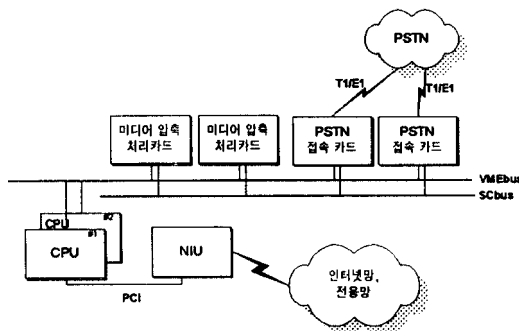 PSTN
T1/E1
T1/E1
미디어 압축
처리카드
미디어 압축
처리카드
PSTN
접속 카드
PSTN
접속 카드
VMEbus
SCbus
CPU
#2
CPU
#1
NIU
PCI
인터넷망,
전용망